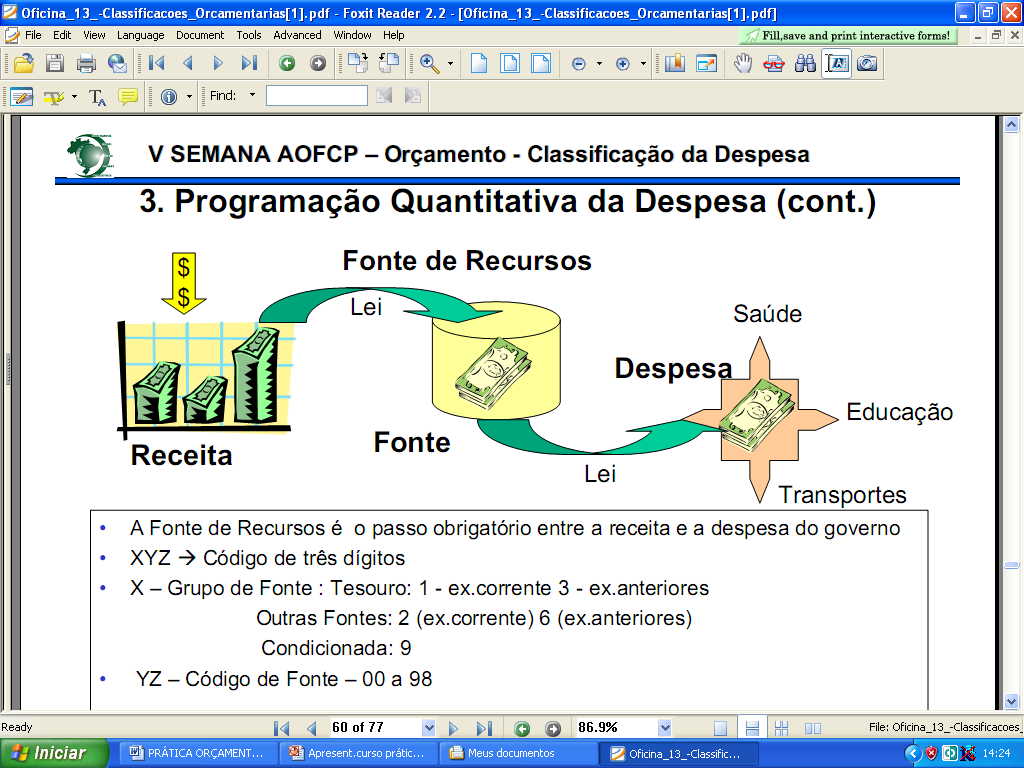 Oficina_13_-Classificacoes_Orcamentarias[1].pdf - Foxit Reader 2.2 - [Oficina_13_-Classificacoes_Orcamentarias[1].pdf]
File Edit View Language Document Tools Advanced Window Help
Fill,save and print interactive forms!
Find:
V SEMANA AOFCP – Orçamento - Classificação da Despesa
3. Programação Quantitativa da Despesa (cont.)
Fonte de Recursos
$
$
Lei
Saúde
Despesa
Educação
Fonte
Receita
Lei
Transportes
• A Fonte de Recursos é o passo obrigatório entre a receita e a despesa do governo
• XYZ → Código de três dígitos
• X – Grupo de Fonte : Tesouro: 1 - ex.corrente 3 - ex.anteriores
Outras Fontes: 2 (ex.corrente) 6 (ex.anteriores)
Condicionada: 9
• YZ – Código de Fonte – 00 a 98
Ready
60 of 77
86.9%
File: Oficina_13_-Classificacoes_
Iniciar
PRÁTICA ORÇAMENT...
Apresent.curso prátic...
Meus documentos
Oficina_13_-Classific...
14:24